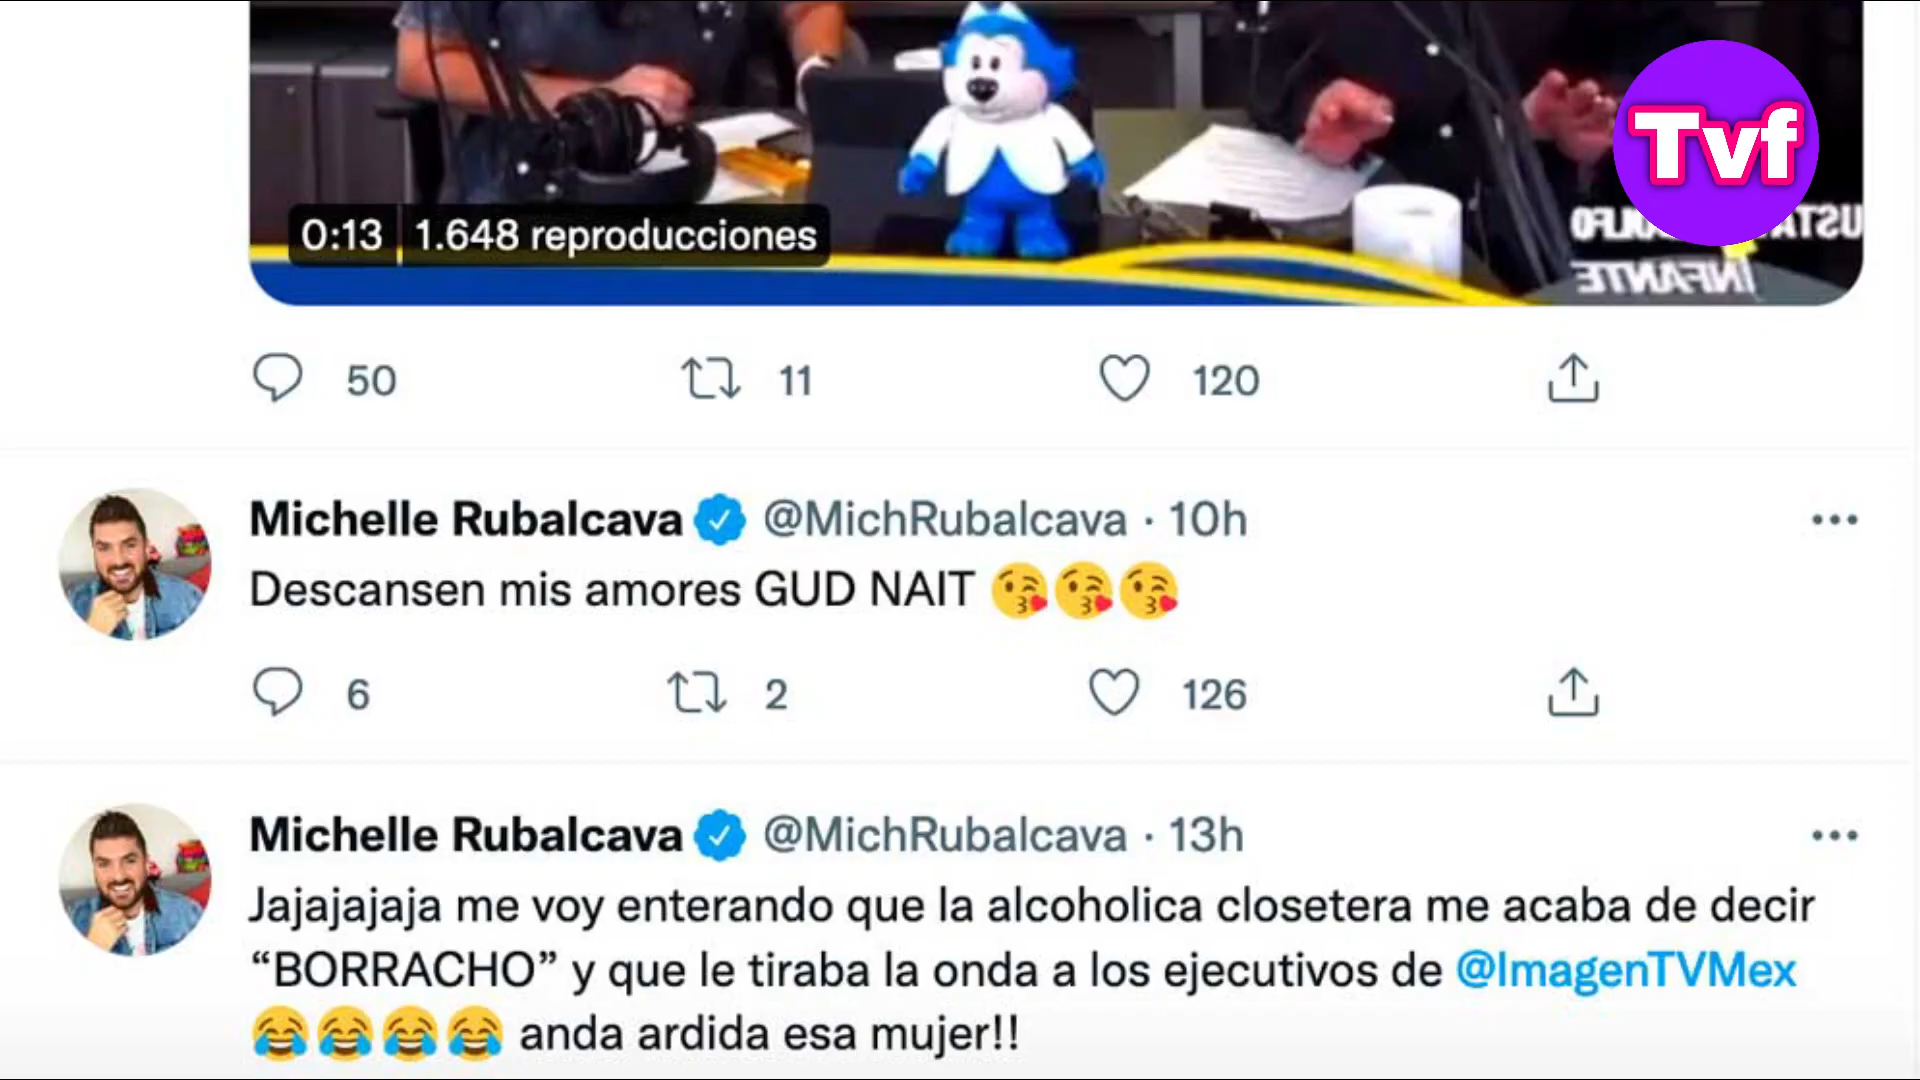 Tvf
0:13 1.648 reproducciones
INFANTE
50 11 120
Michelle Rubalcava @MichRubalcava · 10h
Descansen mis amores GUD NAIT 😘😘😘
6 2 126
Michelle Rubalcava @MichRubalcava · 13h
Jajajajaja me voy enterando que la alcoholica closetera me acaba de decir
“BORRACHO” y que le tiraba la onda a los ejecutivos de @ImagenTVMex
😂😂😂😂 anda ardida esa mujer!!